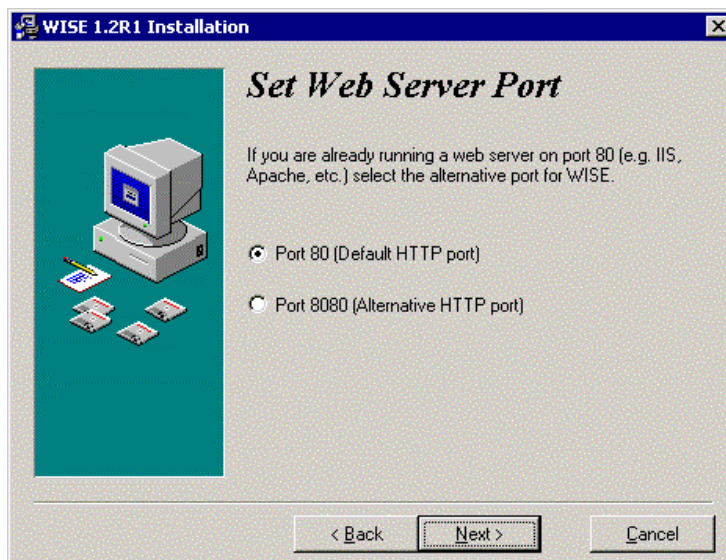 WISE 1.2R1 Installation
Set Web Server Port
If you are already running a web server on port 80 (e.g. IIS,
Apache, etc.) select the alternative port for WISE.
Port 80 (Default HTTP port)
Port 8080 (Alternative HTTP port)
< Back Next > Cancel